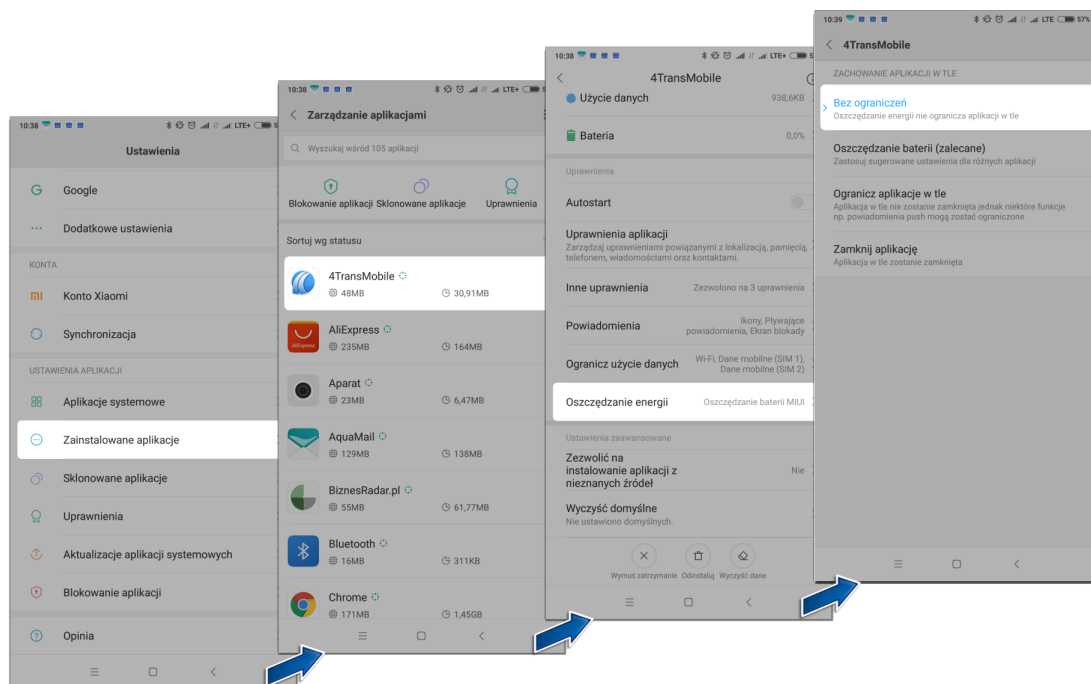 10:38
LTE+
Ustawienia
Google
Dodatkowe ustawienia
KONTA
Konto Xiaomi
Synchronizacja
USTAWIENIA APLIKACJI
Aplikacje systemowe
Zainstalowane aplikacje
Sklonowane aplikacje
Uprawnienia
Aktualizacje aplikacji systemowych
Blokowanie aplikacji
Opinia
10:38
LTE+
Zarządzanie aplikacjami
Wyszukaj wśród 105 aplikacji
Blokowanie aplikacji Sklonowane aplikacje Uprawnienia
Sortuj wg statusu
4TransMobile
48MB 30,91MB
AliExpress
AliExpress
235MB 164MB
Aparat
23MB 6,47MB
AquaMail
129MB 138MB
BiznesRadar.pl
55MB 61,77MB
Bluetooth
16MB 311KB
Chrome
171MB 1,45GB
10:38
LTE+ 5
4TransMobile
Użycie danych 938,6KB
Bateria 0,0%
Uprawnienia
Autostart
Uprawnienia aplikacji
Zarządzaj uprawnieniami powiązanymi z lokalizacją, pamięcią,
telefonem, wiadomościami oraz kontaktami.
Inne uprawnienia Zezwolono na 3 uprawnienia
Powiadomienia Ikony, Pływające
powiadomienia, Ekran blokady
Ogranicz użycie danych Wi-Fi, Dane mobilne (SIM 1),
Dane mobilne (SIM 2)
Oszczędzanie energii Oszczędzanie baterii MIUI
Ustawienia zaawansowane
Zezwolić na
instalowanie aplikacji z
nieznanych źródeł Nie
Wyczyść domyślne
Nie ustawiono domyślnych.
Wymuś zatrzymanie Odinstaluj Wyczyść dane
10:39
LTE 57%
4TransMobile
ZACHOWANIE APLIKACJI W TLE
Bez ograniczeń
Oszczędzanie energii nie ogranicza aplikacji w tle
Oszczędzanie baterii (zalecane)
Zastosuj sugerowane ustawienia dla różnych aplikacji
Ogranicz aplikacje w tle
Aplikacja w tle nie zostanie zamknięta jednak niektóre funkcje
np. powiadomienia push mogą zostać ograniczone
Zamknij aplikację
Aplikacja w tle zostanie zamknięta